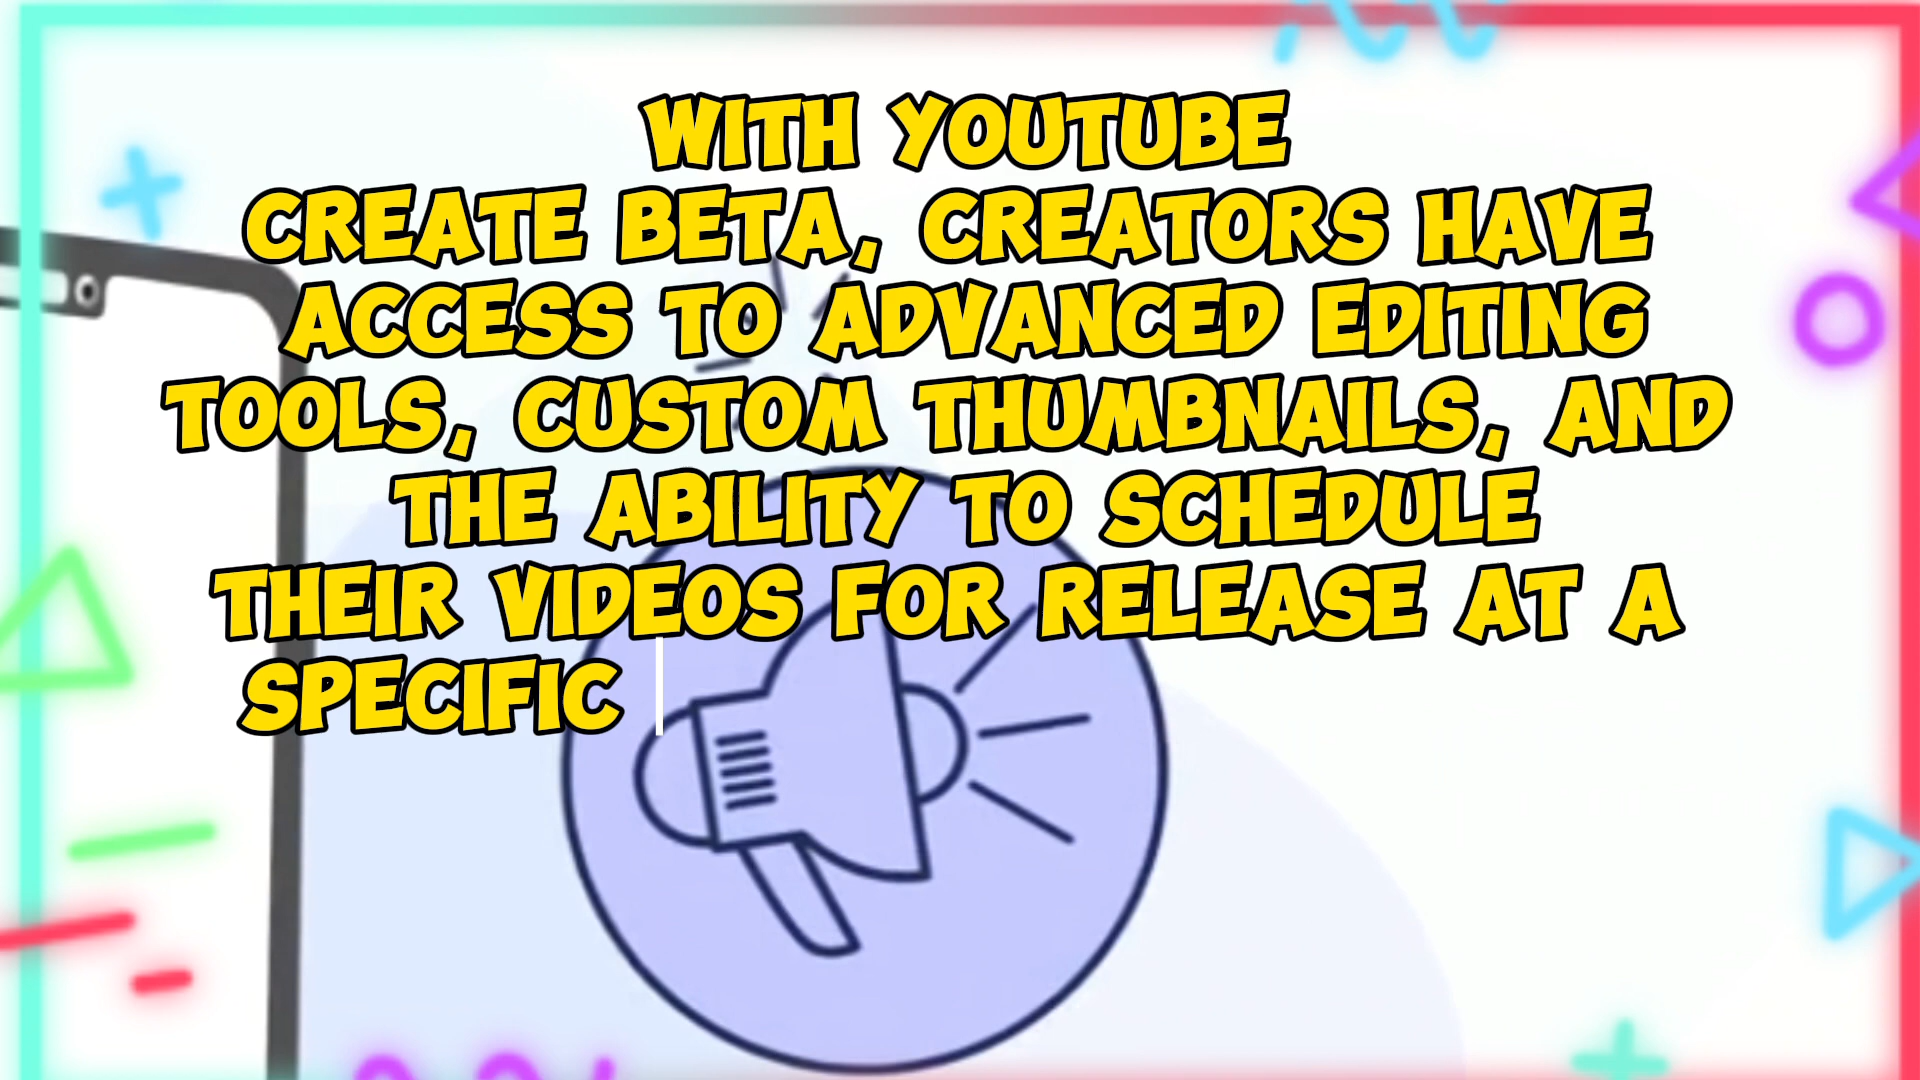 WITH YOUTUBE
CREATE BETA, CREATORS HAVE
ACCESS TO ADVANCED EDITING
TOOLS, CUSTOM THUMBNAILS, AND
THE ABILITY TO SCHEDULE
THEIR VIDEOS FOR RELEASE AT A
SPECIFIC